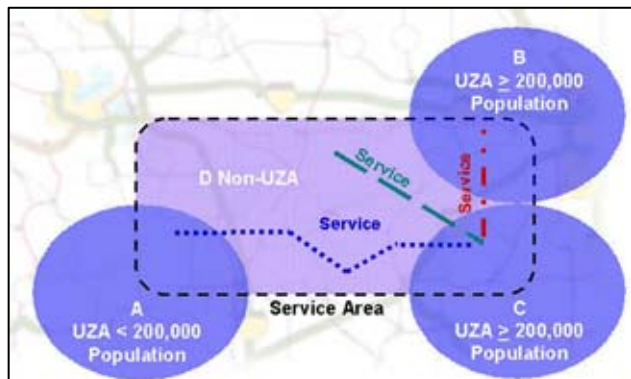 B
UZA ≥ 200,000
Population
D Non-UZA
Service
Service
Service
A
UZA < 200,000
Population
Service Area
C
UZA ≥ 200,000
Population